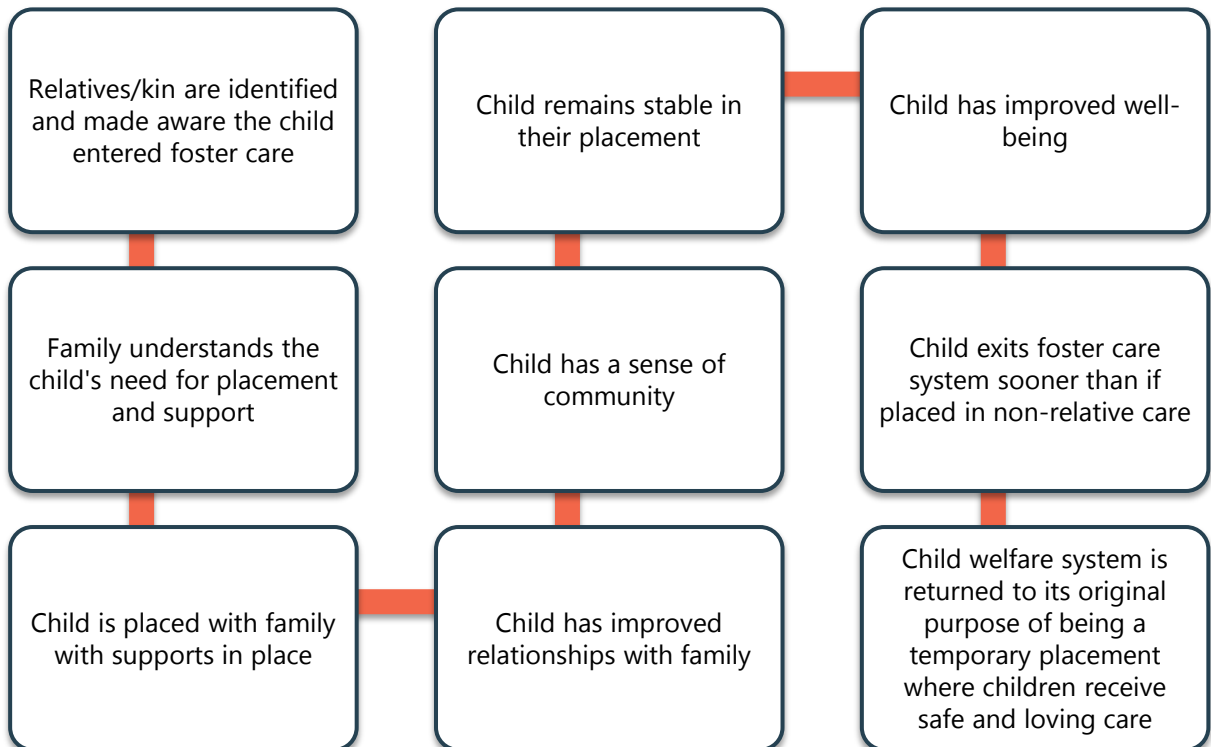 Relatives/kin are identified
and made aware the child
entered foster care
Family understands the
child's need for placement
and support
Child is placed with family
with supports in place
Child has improved
relationships with family
Child has a sense of
community
Child remains stable in
their placement
Child has improved well-
being
Child exits foster care
system sooner than if
placed in non-relative care
Child welfare system is
returned to its original
purpose of being a
temporary placement
where children receive
safe and loving care